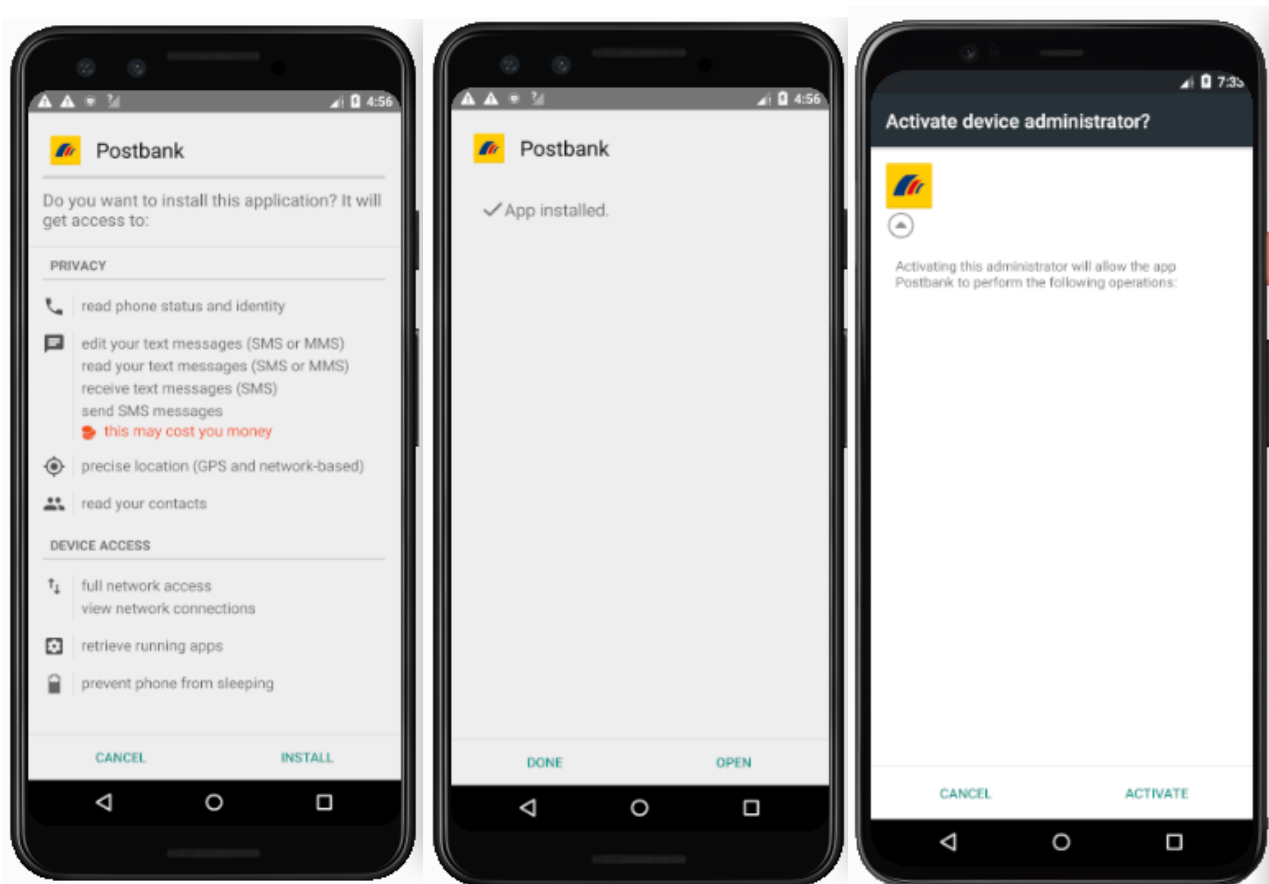 4:56
Postbank
Do you want to install this application? It will
get access to:
PRIVACY
read phone status and identity
edit your text messages (SMS or MMS)
read your text messages (SMS or MMS)
receive text messages (SMS)
send SMS messages
this may cost you money
precise location (GPS and network-based)
read your contacts
DEVICE ACCESS
full network access
view network connections
retrieve running apps
prevent phone from sleeping
CANCEL INSTALL
4:56
Postbank
App installed.
DONE OPEN
Activate device administrator?
Activating this administrator will allow the app
Postbank to perform the following operations:
CANCEL ACTIVATE